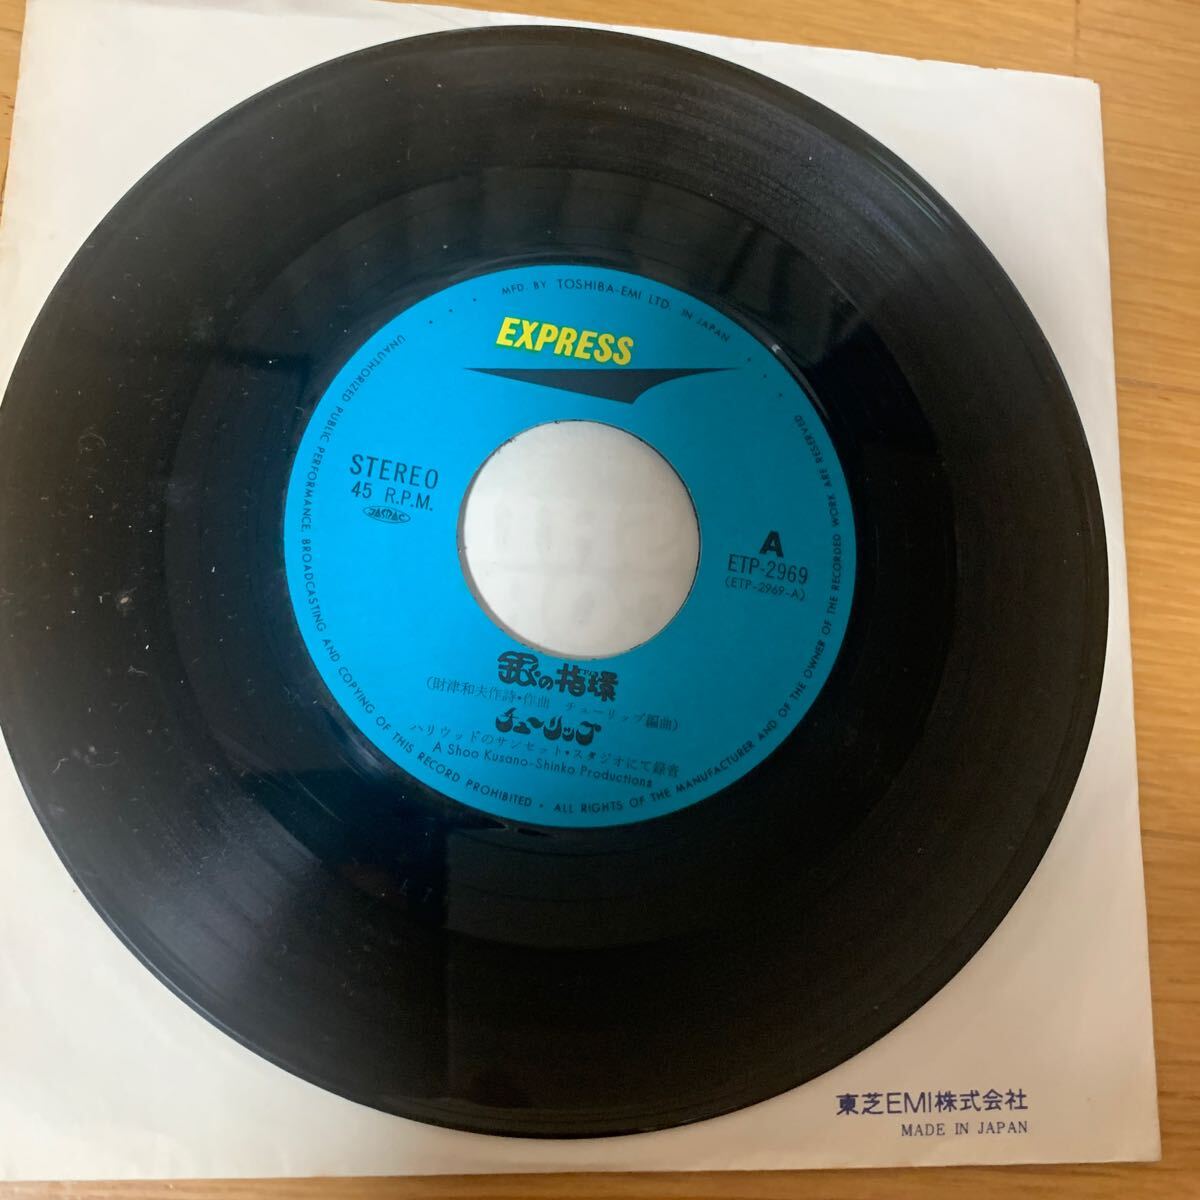 MFD. BY TOSHIBA-EMI LTD. IN JAPAN
EXPRESS
STEREO
45 R.P.M.
JASRAC
A
ETP-2969
(ETP-2969-A)
銀の指環
(財津和夫作詩・作曲 チューリップ編曲)
チューリップ
ハリウッドのサンセット・スタジオにて録音
A Shoo Kusano-Shinko Productions
UNAUTHORIZED PUBLIC PERFORMANCE, BROADCASTING AND COPYING OF THIS RECORD PROHIBITED • ALL RIGHTS OF THE MANUFACTURER AND OF THE OWNER OF THE RECORDED WORK ARE RESERVED
東芝EMI株式会社
MADE IN JAPAN